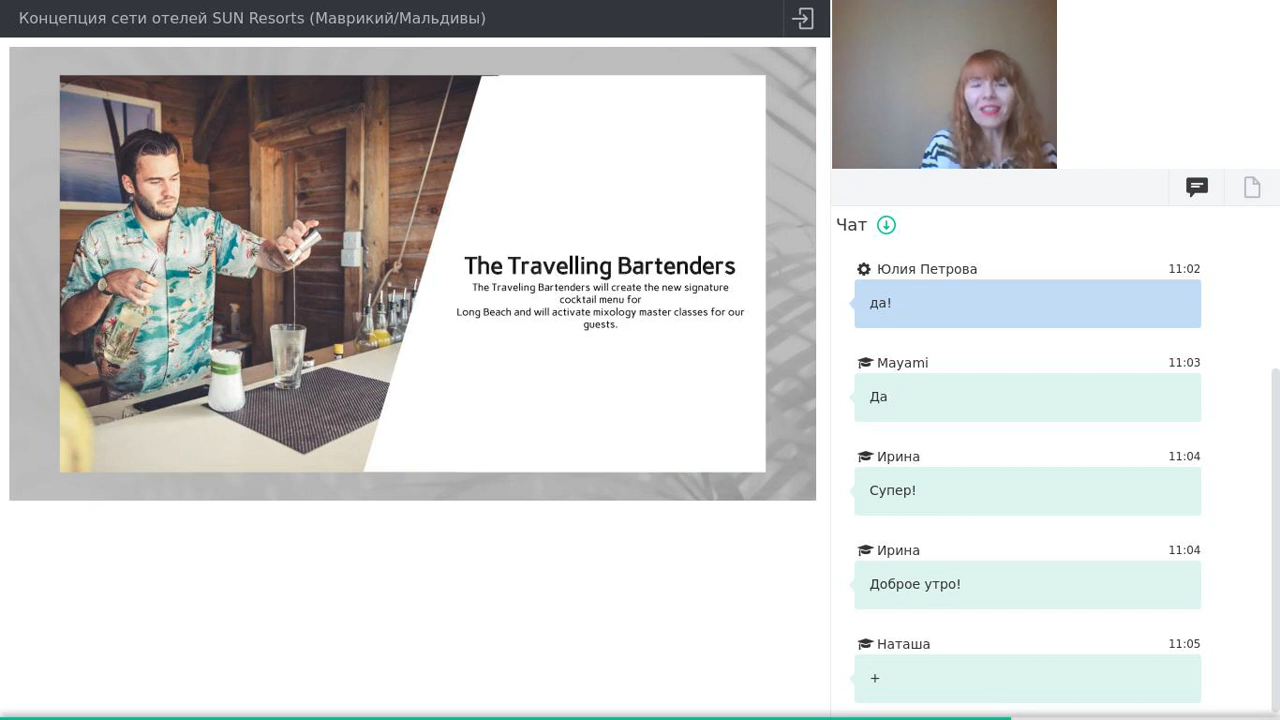 Концепция сети отелей SUN Resorts (Маврикий/Мальдивы)
The Travelling Bartenders
The Traveling Bartenders will create the new signature
cocktail menu for
Long Beach and will activate mixology master classes for our
guests.
Чат
Юлия Петрова 11:02
да!
Mayami 11:03
Да
Ирина 11:04
Супер!
Ирина 11:04
Доброе утро!
Наташа 11:05
+